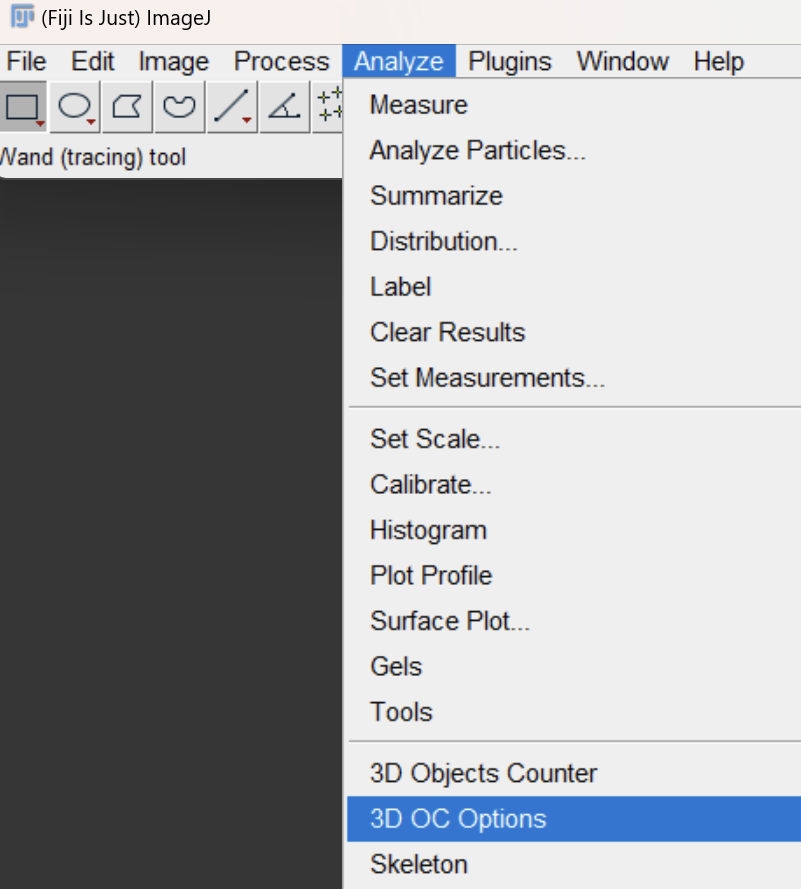 (Fiji Is Just) ImageJ
File Edit Image Process Analyze Plugins Window Help
Wand (tracing) tool
Measure
Analyze Particles...
Summarize
Distribution...
Label
Clear Results
Set Measurements...
Set Scale...
Calibrate...
Histogram
Plot Profile
Surface Plot...
Gels
Tools
3D Objects Counter
3D OC Options
Skeleton